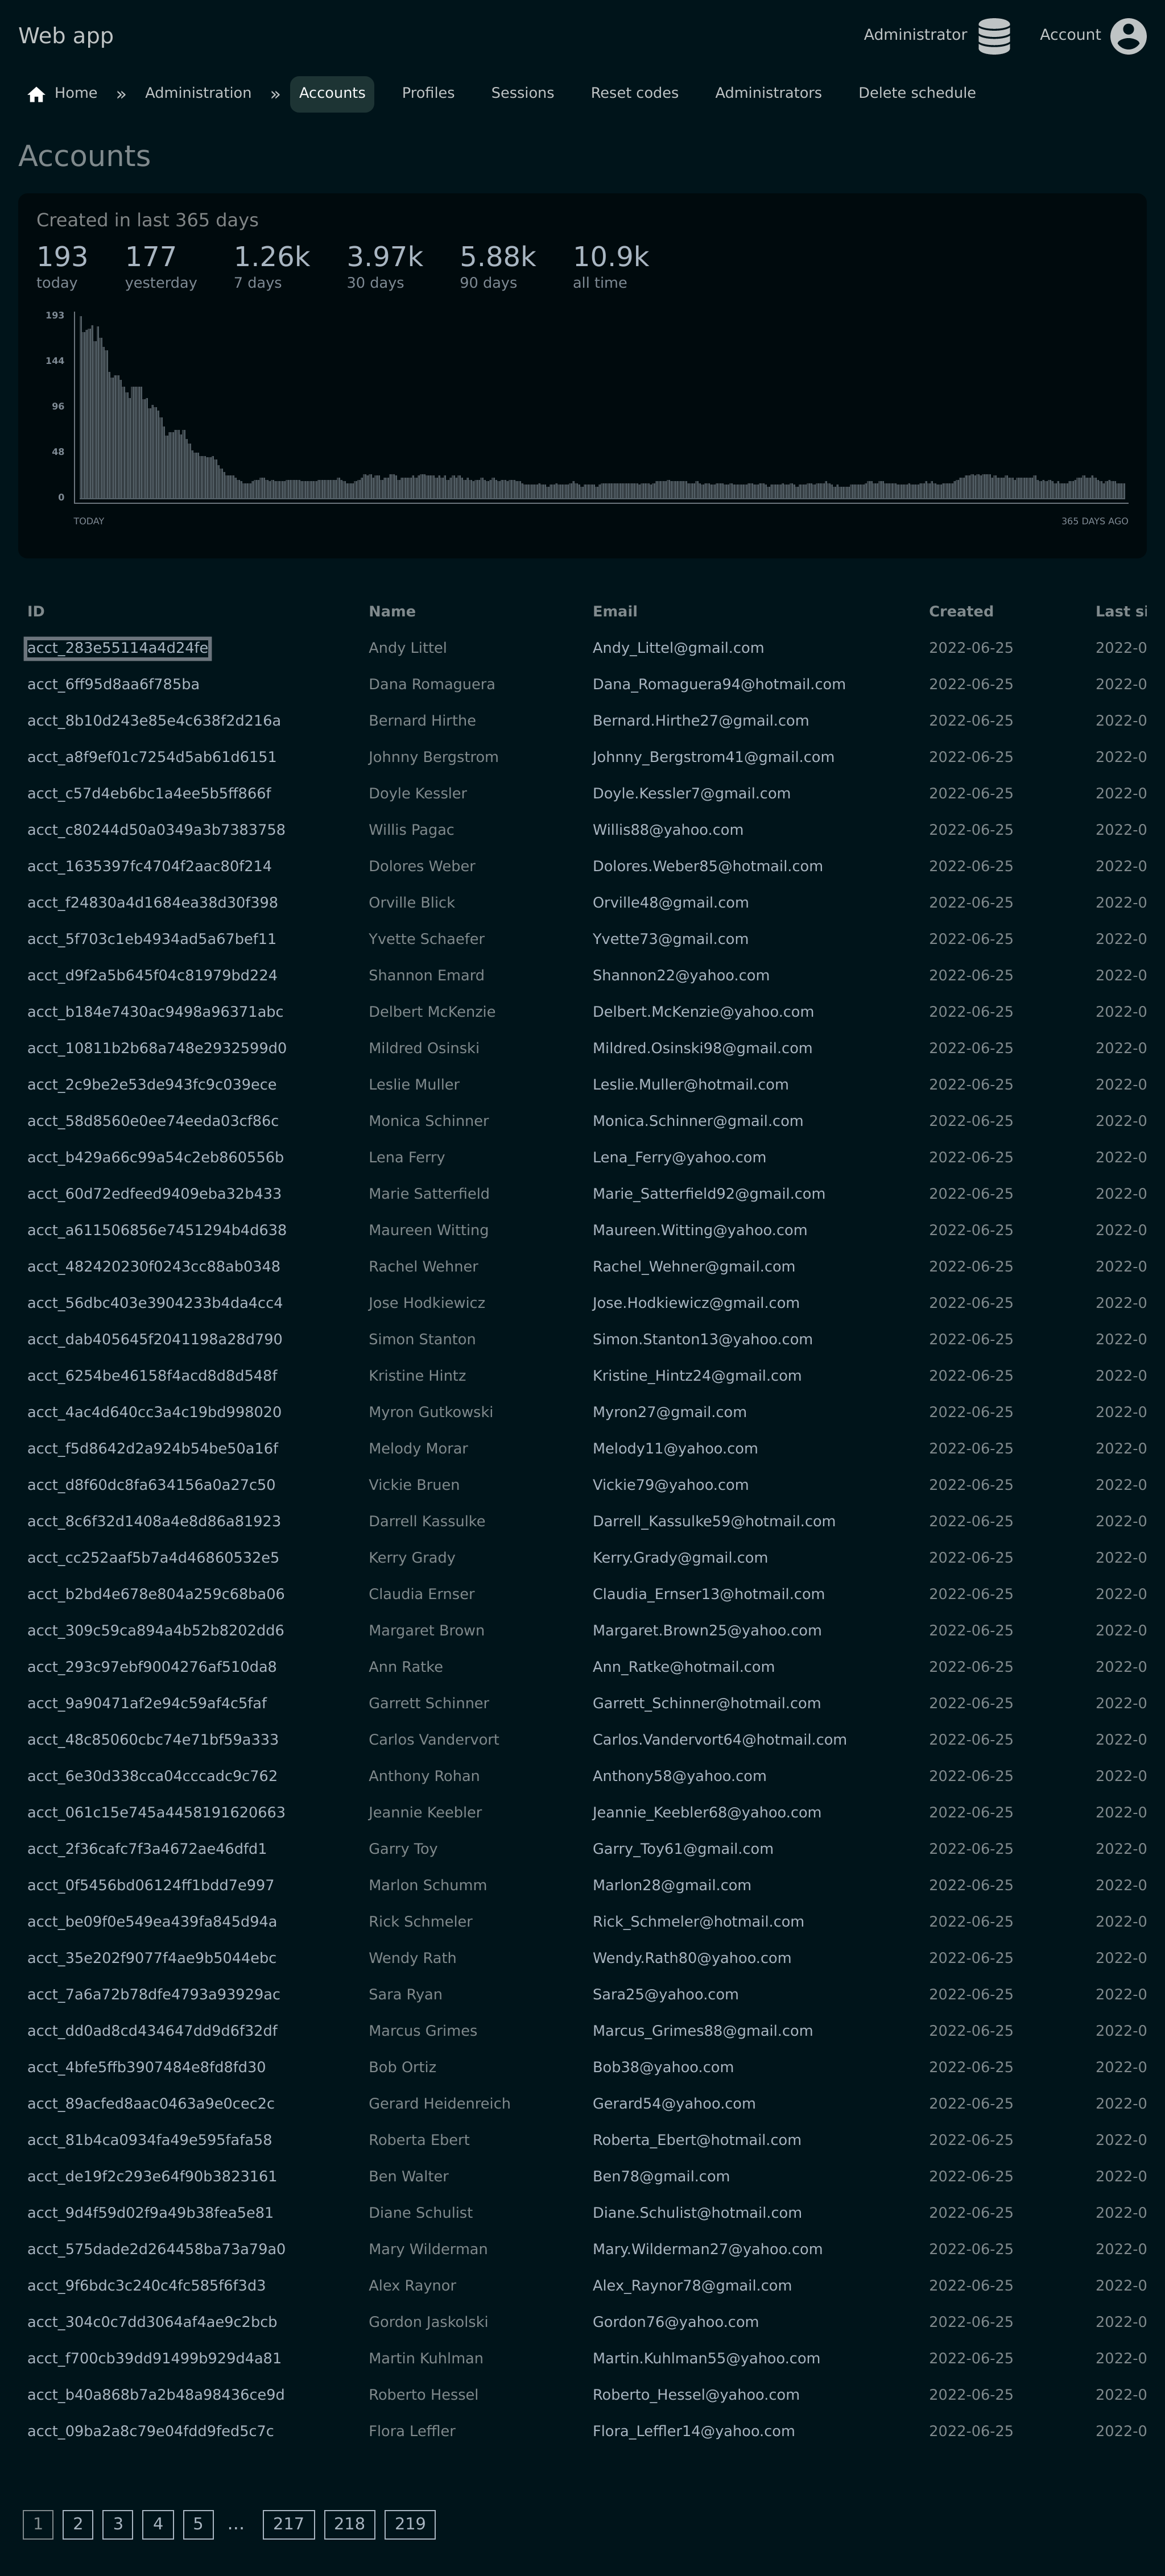 Web app
Administrator
Account
Home » Administration » Accounts Profiles Sessions Reset codes Administrators Delete schedule
Accounts
Created in last 365 days
193 177 1.26k 3.97k 5.88k 10.9k
today yesterday 7 days 30 days 90 days all time
193
144
96
48
0
TODAY 365 DAYS AGO
ID Name Email Created Last si
acct_283e55114a4d24fe Andy Littel Andy_Littel@gmail.com 2022-06-25 2022-0
acct_6ff95d8aa6f785ba Dana Romaguera Dana_Romaguera94@hotmail.com 2022-06-25 2022-0
acct_8b10d243e85e4c638f2d216a Bernard Hirthe Bernard.Hirthe27@gmail.com 2022-06-25 2022-0
acct_a8f9ef01c7254d5ab61d6151 Johnny Bergstrom Johnny_Bergstrom41@gmail.com 2022-06-25 2022-0
acct_c57d4eb6bc1a4ee5b5ff866f Doyle Kessler Doyle.Kessler7@gmail.com 2022-06-25 2022-0
acct_c80244d50a0349a3b7383758 Willis Pagac Willis88@yahoo.com 2022-06-25 2022-0
acct_1635397fc4704f2aac80f214 Dolores Weber Dolores.Weber85@hotmail.com 2022-06-25 2022-0
acct_f24830a4d1684ea38d30f398 Orville Blick Orville48@gmail.com 2022-06-25 2022-0
acct_5f703c1eb4934ad5a67bef11 Yvette Schaefer Yvette73@gmail.com 2022-06-25 2022-0
acct_d9f2a5b645f04c81979bd224 Shannon Emard Shannon22@yahoo.com 2022-06-25 2022-0
acct_b184e7430ac9498a96371abc Delbert McKenzie Delbert.McKenzie@yahoo.com 2022-06-25 2022-0
acct_10811b2b68a748e2932599d0 Mildred Osinski Mildred.Osinski98@gmail.com 2022-06-25 2022-0
acct_2c9be2e53de943fc9c039ece Leslie Muller Leslie.Muller@hotmail.com 2022-06-25 2022-0
acct_58d8560e0ee74eeda03cf86c Monica Schinner Monica.Schinner@gmail.com 2022-06-25 2022-0
acct_b429a66c99a54c2eb860556b Lena Ferry Lena_Ferry@yahoo.com 2022-06-25 2022-0
acct_60d72edfeed9409eba32b433 Marie Satterfield Marie_Satterfield92@gmail.com 2022-06-25 2022-0
acct_a611506856e7451294b4d638 Maureen Witting Maureen.Witting@yahoo.com 2022-06-25 2022-0
acct_482420230f0243cc88ab0348 Rachel Wehner Rachel_Wehner@gmail.com 2022-06-25 2022-0
acct_56dbc403e3904233b4da4cc4 Jose Hodkiewicz Jose.Hodkiewicz@gmail.com 2022-06-25 2022-0
acct_dab405645f2041198a28d790 Simon Stanton Simon.Stanton13@yahoo.com 2022-06-25 2022-0
acct_6254be46158f4acd8d8d548f Kristine Hintz Kristine_Hintz24@gmail.com 2022-06-25 2022-0
acct_4ac4d640cc3a4c19bd998020 Myron Gutkowski Myron27@gmail.com 2022-06-25 2022-0
acct_f5d8642d2a924b54be50a16f Melody Morar Melody11@yahoo.com 2022-06-25 2022-0
acct_d8f60dc8fa634156a0a27c50 Vickie Bruen Vickie79@yahoo.com 2022-06-25 2022-0
acct_8c6f32d1408a4e8d86a81923 Darrell Kassulke Darrell_Kassulke59@hotmail.com 2022-06-25 2022-0
acct_cc252aaf5b7a4d46860532e5 Kerry Grady Kerry.Grady@gmail.com 2022-06-25 2022-0
acct_b2bd4e678e804a259c68ba06 Claudia Ernser Claudia_Ernser13@hotmail.com 2022-06-25 2022-0
acct_309c59ca894a4b52b8202dd6 Margaret Brown Margaret.Brown25@yahoo.com 2022-06-25 2022-0
acct_293c97ebf9004276af510da8 Ann Ratke Ann_Ratke@hotmail.com 2022-06-25 2022-0
acct_9a90471af2e94c59af4c5faf Garrett Schinner Garrett_Schinner@hotmail.com 2022-06-25 2022-0
acct_48c85060cbc74e71bf59a333 Carlos Vandervort Carlos.Vandervort64@hotmail.com 2022-06-25 2022-0
acct_6e30d338cca04cccadc9c762 Anthony Rohan Anthony58@yahoo.com 2022-06-25 2022-0
acct_061c15e745a4458191620663 Jeannie Keebler Jeannie_Keebler68@yahoo.com 2022-06-25 2022-0
acct_2f36cafc7f3a4672ae46dfd1 Garry Toy Garry_Toy61@gmail.com 2022-06-25 2022-0
acct_0f5456bd06124ff1bdd7e997 Marlon Schumm Marlon28@gmail.com 2022-06-25 2022-0
acct_be09f0e549ea439fa845d94a Rick Schmeler Rick_Schmeler@hotmail.com 2022-06-25 2022-0
acct_35e202f9077f4ae9b5044ebc Wendy Rath Wendy.Rath80@yahoo.com 2022-06-25 2022-0
acct_7a6a72b78dfe4793a93929ac Sara Ryan Sara25@yahoo.com 2022-06-25 2022-0
acct_dd0ad8cd434647dd9d6f32df Marcus Grimes Marcus_Grimes88@gmail.com 2022-06-25 2022-0
acct_4bfe5ffb3907484e8fd8fd30 Bob Ortiz Bob38@yahoo.com 2022-06-25 2022-0
acct_89acfed8aac0463a9e0cec2c Gerard Heidenreich Gerard54@yahoo.com 2022-06-25 2022-0
acct_81b4ca0934fa49e595fafa58 Roberta Ebert Roberta_Ebert@hotmail.com 2022-06-25 2022-0
acct_de19f2c293e64f90b3823161 Ben Walter Ben78@gmail.com 2022-06-25 2022-0
acct_9d4f59d02f9a49b38fea5e81 Diane Schulist Diane.Schulist@hotmail.com 2022-06-25 2022-0
acct_575dade2d264458ba73a79a0 Mary Wilderman Mary.Wilderman27@yahoo.com 2022-06-25 2022-0
acct_9f6bdc3c240c4fc585f6f3d3 Alex Raynor Alex_Raynor78@gmail.com 2022-06-25 2022-0
acct_304c0c7dd3064af4ae9c2bcb Gordon Jaskolski Gordon76@yahoo.com 2022-06-25 2022-0
acct_f700cb39dd91499b929d4a81 Martin Kuhlman Martin.Kuhlman55@yahoo.com 2022-06-25 2022-0
acct_b40a868b7a2b48a98436ce9d Roberto Hessel Roberto_Hessel@yahoo.com 2022-06-25 2022-0
acct_09ba2a8c79e04fdd9fed5c7c Flora Leffler Flora_Leffler14@yahoo.com 2022-06-25 2022-0
1 2 3 4 5 … 217 218 219